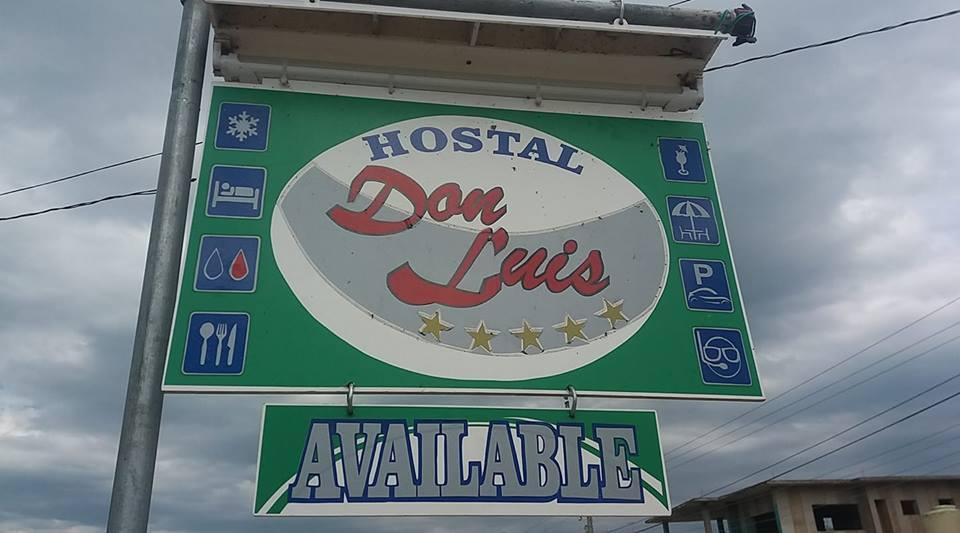 HOSTAL
Don
Luis
P
AVAILABLE